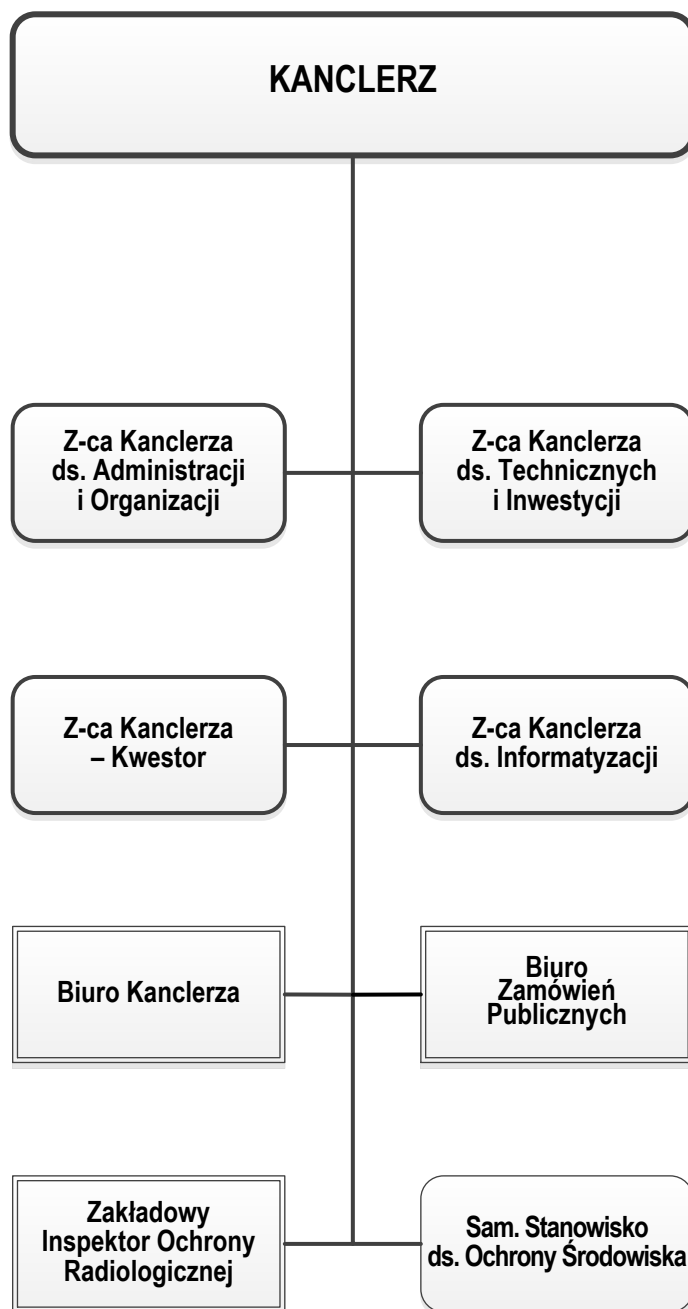 KANCLERZ
Z-ca Kanclerza
ds. Administracji
i Organizacji
Z-ca Kanclerza
ds. Technicznych
i Inwestycji
Z-ca Kanclerza
– Kwestor
Z-ca Kanclerza
ds. Informatyzacji
Biuro Kanclerza
Biuro
Zamówień
Publicznych
Zakładowy
Inspektor Ochrony
Radiologicznej
Sam. Stanowisko
ds. Ochrony Środowiska